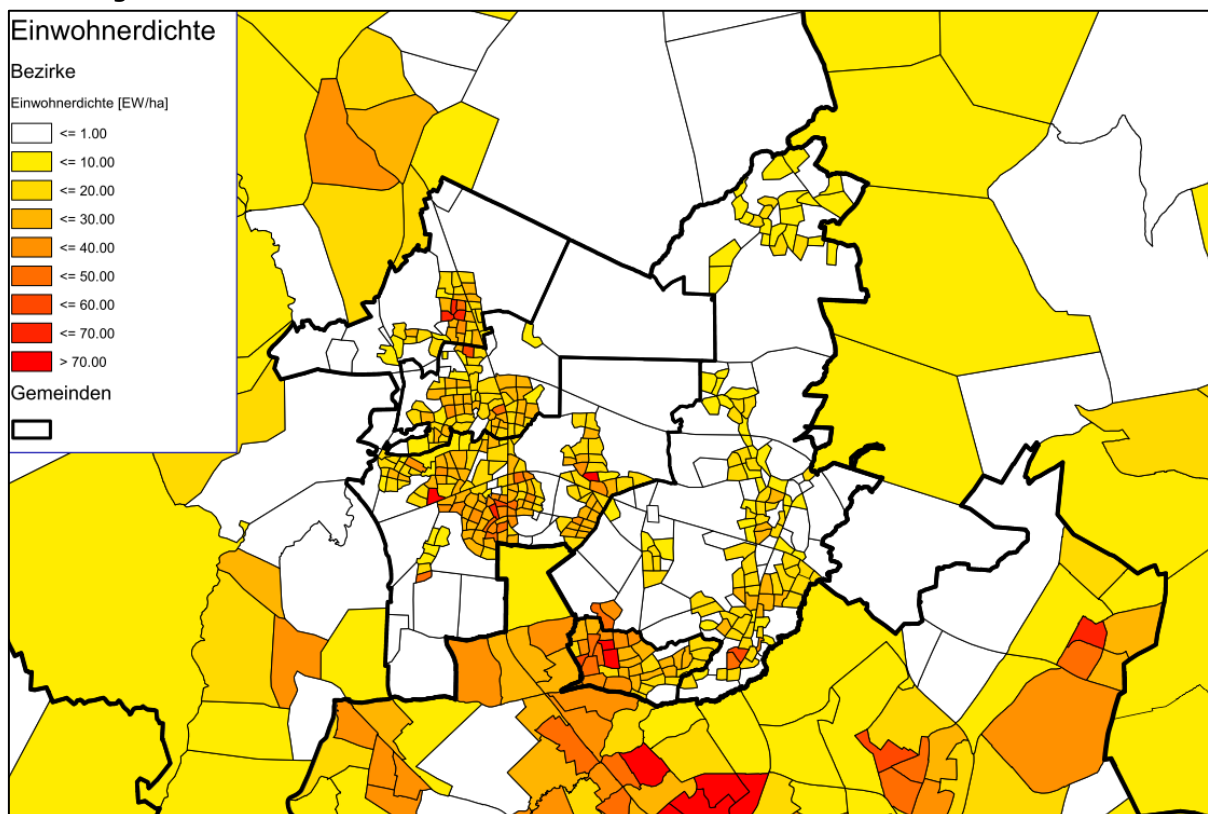 Einwohnerdichte
Bezirke
Einwohnerdichte [EW/ha]
<= 1.00
<= 10.00
<= 20.00
<= 30.00
<= 40.00
<= 50.00
<= 60.00
<= 70.00
> 70.00
Gemeinden